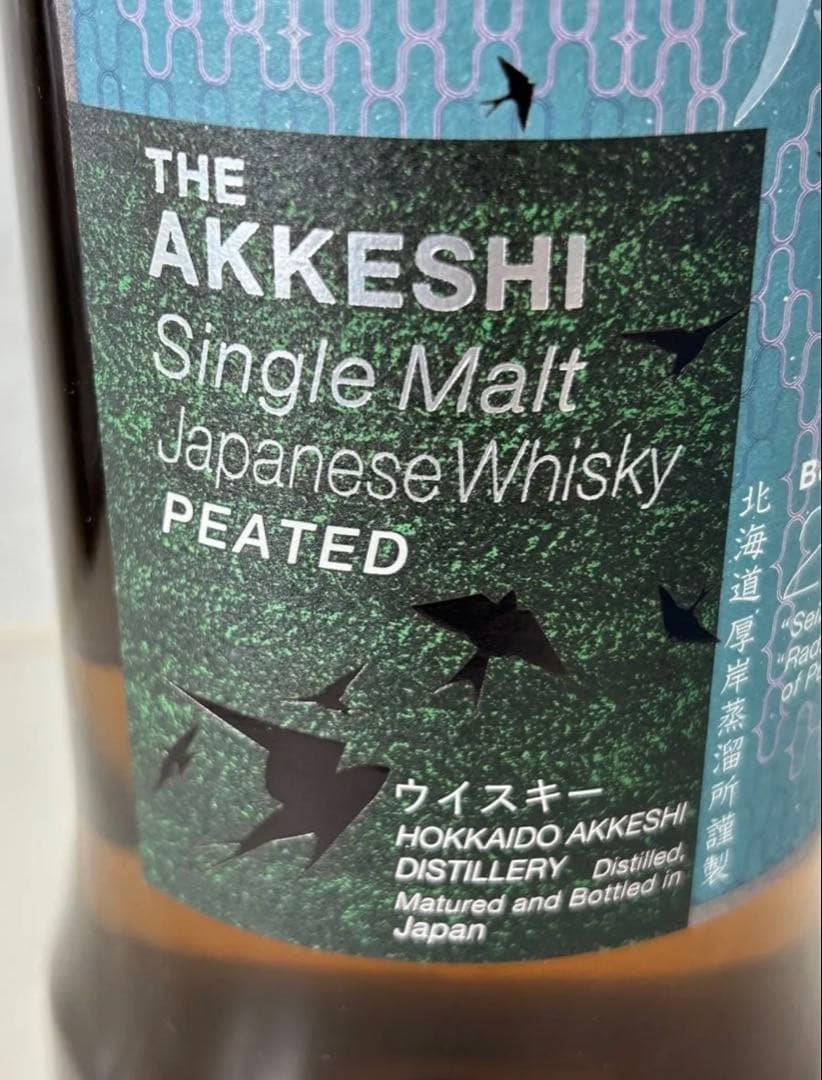 THE
AKKESHI
Single Malt
Japanese Whisky
PEATED
ウイスキー
HOKKAIDO AKKESHI
DISTILLERY Distilled,
Matured and Bottled in
Japan
北海道 厚岸蒸溜所謹製